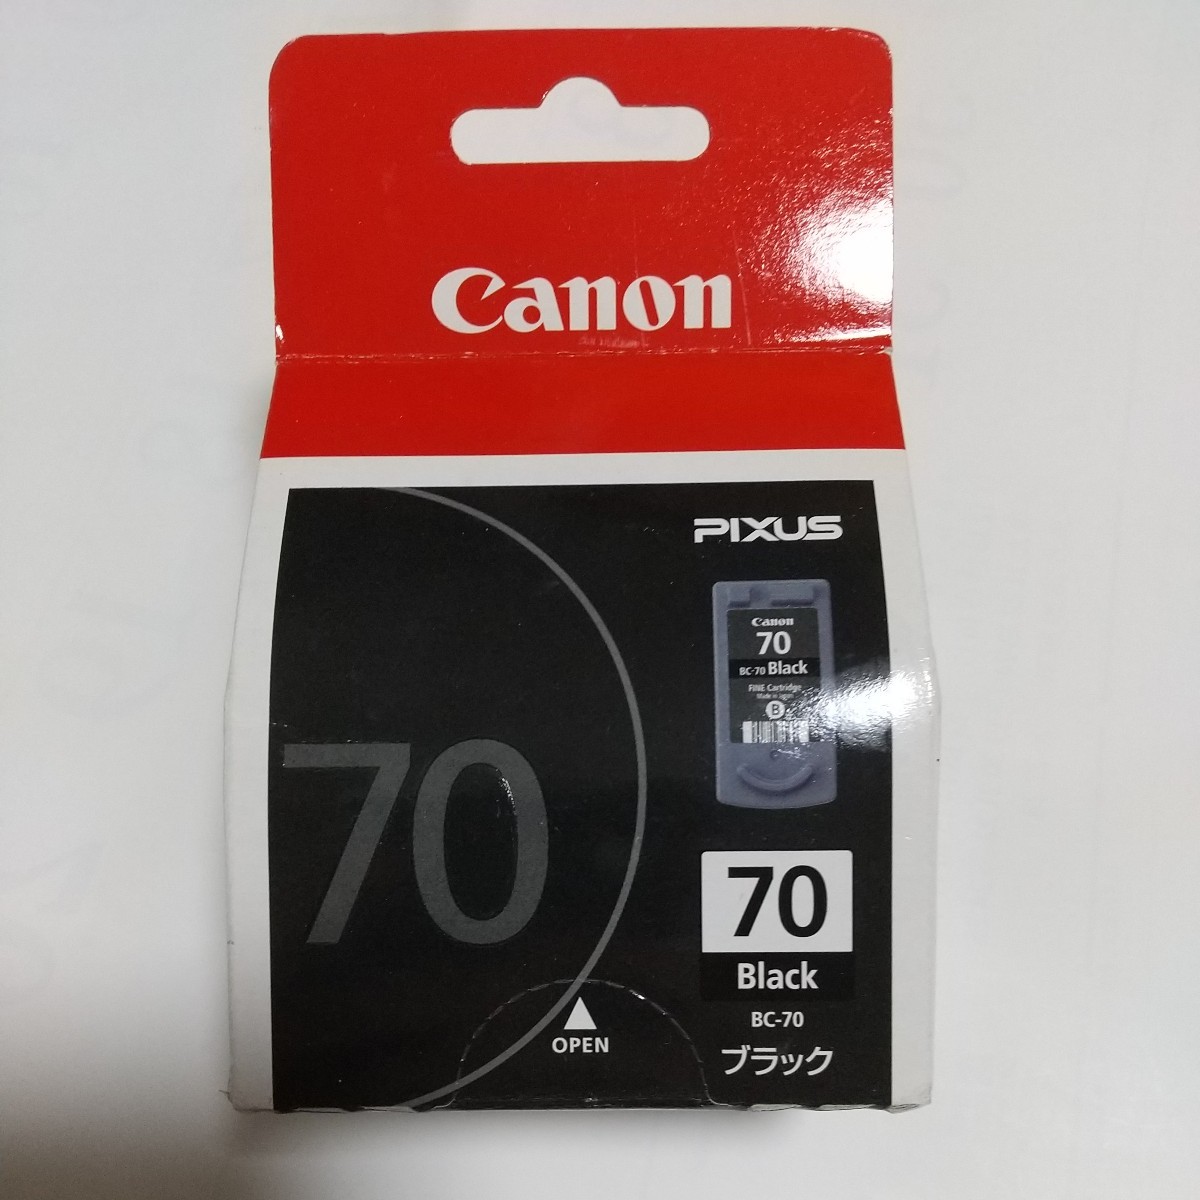 Canon
PIXUS
Canon
70
BC-70 Black
FINE Cartridge
Made in Japan
B
70
70
Black
BC-70
ブラック
OPEN